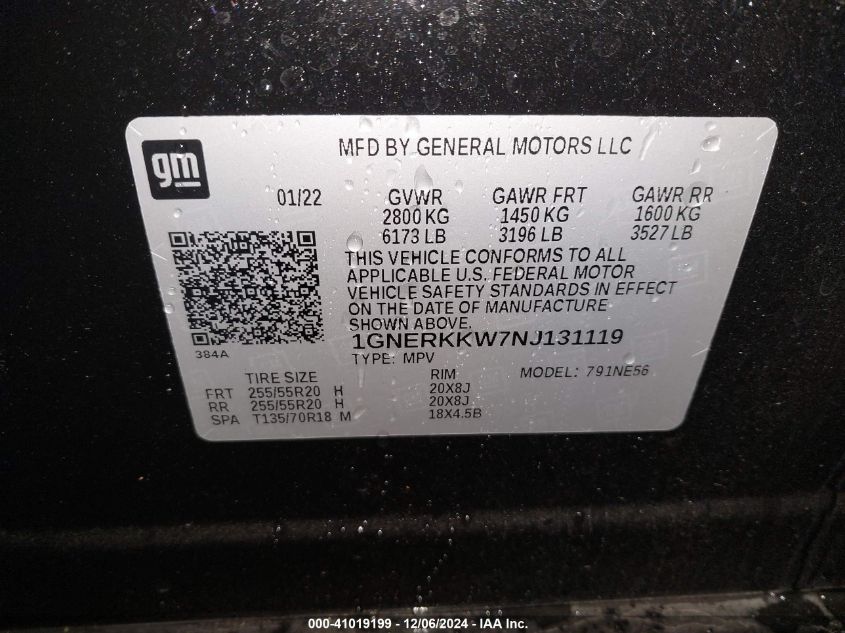 gm
MFD BY GENERAL MOTORS LLC
01/22 GVWR GAWR FRT GAWR RR
2800 KG 1450 KG 1600 KG
6173 LB 3196 LB 3527 LB
THIS VEHICLE CONFORMS TO ALL
APPLICABLE U.S. FEDERAL MOTOR
VEHICLE SAFETY STANDARDS IN EFFECT
ON THE DATE OF MANUFACTURE
SHOWN ABOVE.
384A
1GNERKKW7NJ131119
TYPE: MPV
TIRE SIZE RIM MODEL: 791NE56
FRT 255/55R20 H 20X8J
RR 255/55R20 H 20X8J
SPA T135/70R18 M 18X4.5B
000-41019199 - 12/06/2024 - IAA Inc.